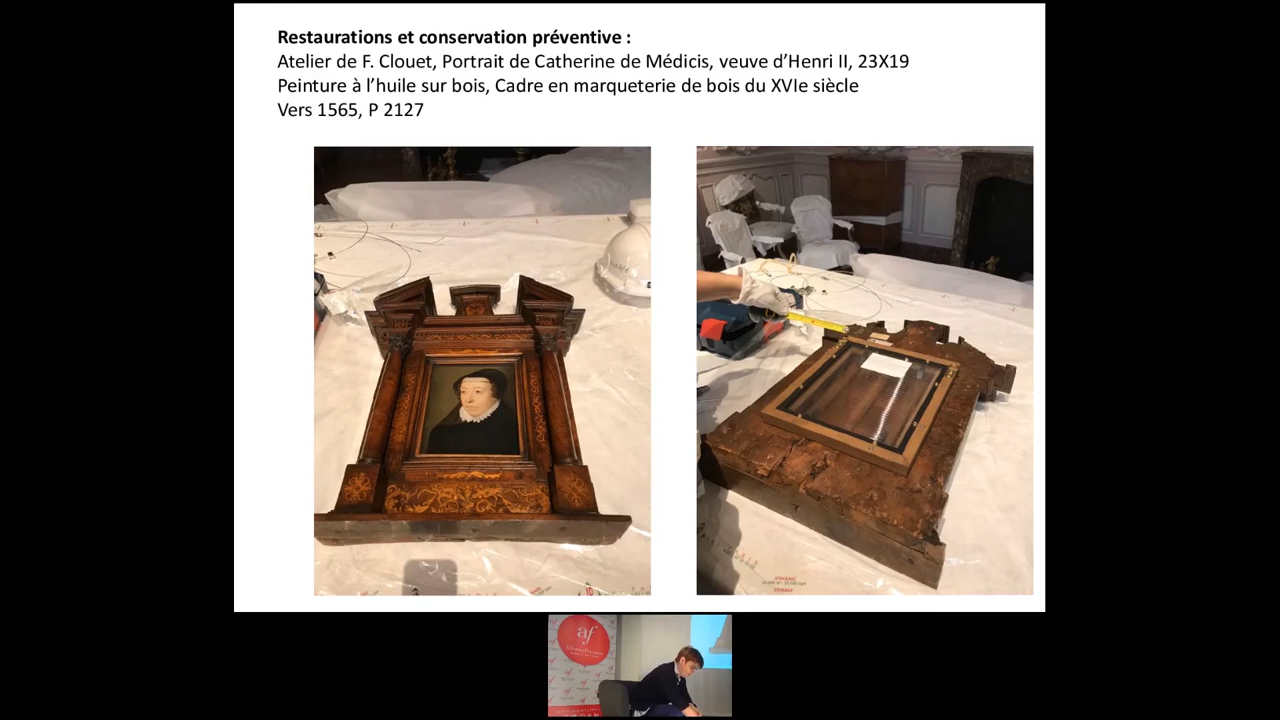 Restaurations et conservation préventive :
Atelier de F. Clouet, Portrait de Catherine de Médicis, veuve d’Henri II, 23X19
Peinture à l’huile sur bois, Cadre en marqueterie de bois du XVIe siècle
Vers 1565, P 2127
STOCKAGE
af